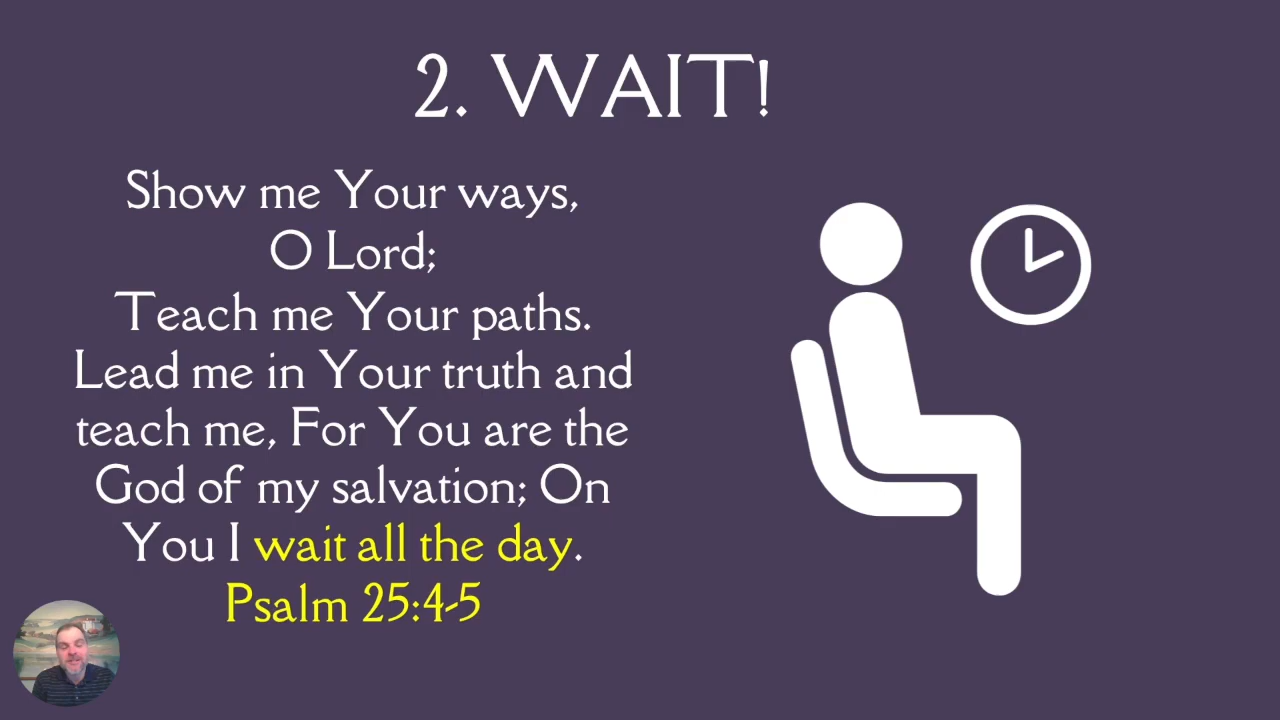 2. WAIT!
Show me Your ways,
O Lord;
Teach me Your paths.
Lead me in Your truth and
teach me, For You are the
God of my salvation; On
You I wait all the day.
Psalm 25:4-5